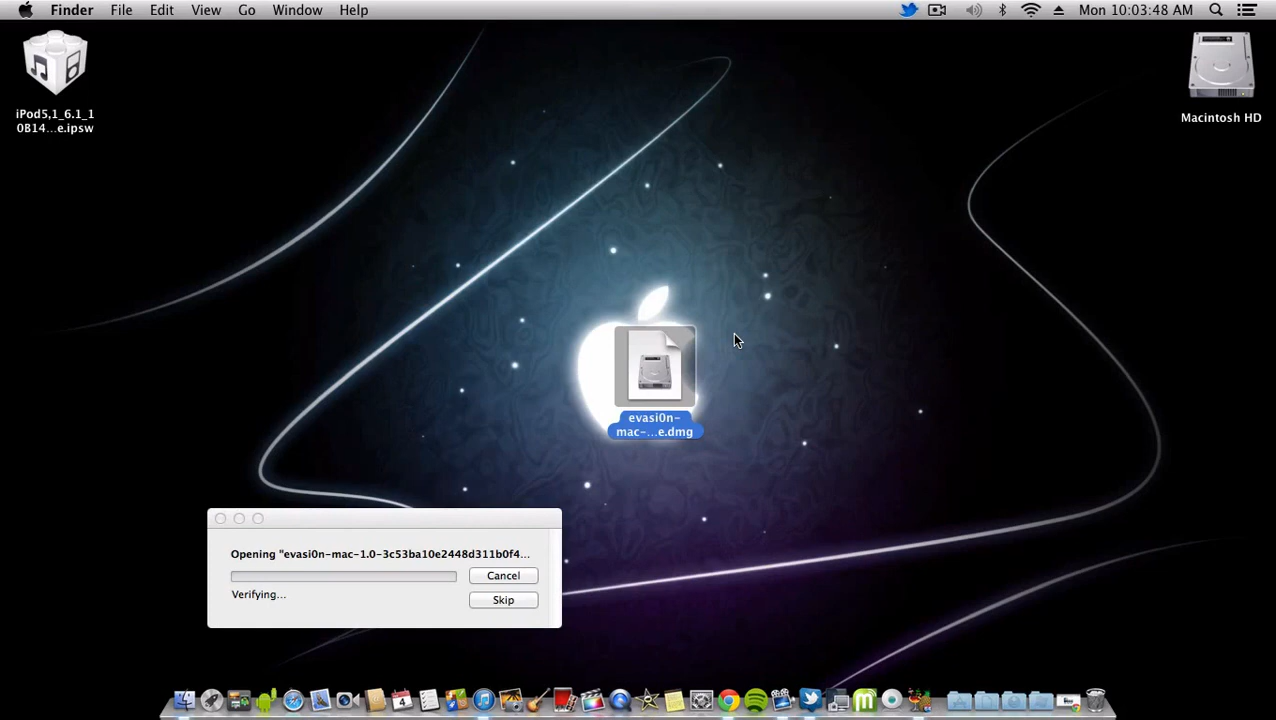 Finder File Edit View Go Window Help Mon 10:03:48 AM
iPod5,1_6.1_1
0B14...e.ipsw
Macintosh HD
evasi0n-
mac-...e.dmg
Opening "evasi0n-mac-1.0-3c53ba10e2448d311b0f4...
Cancel
Verifying...
Skip
4